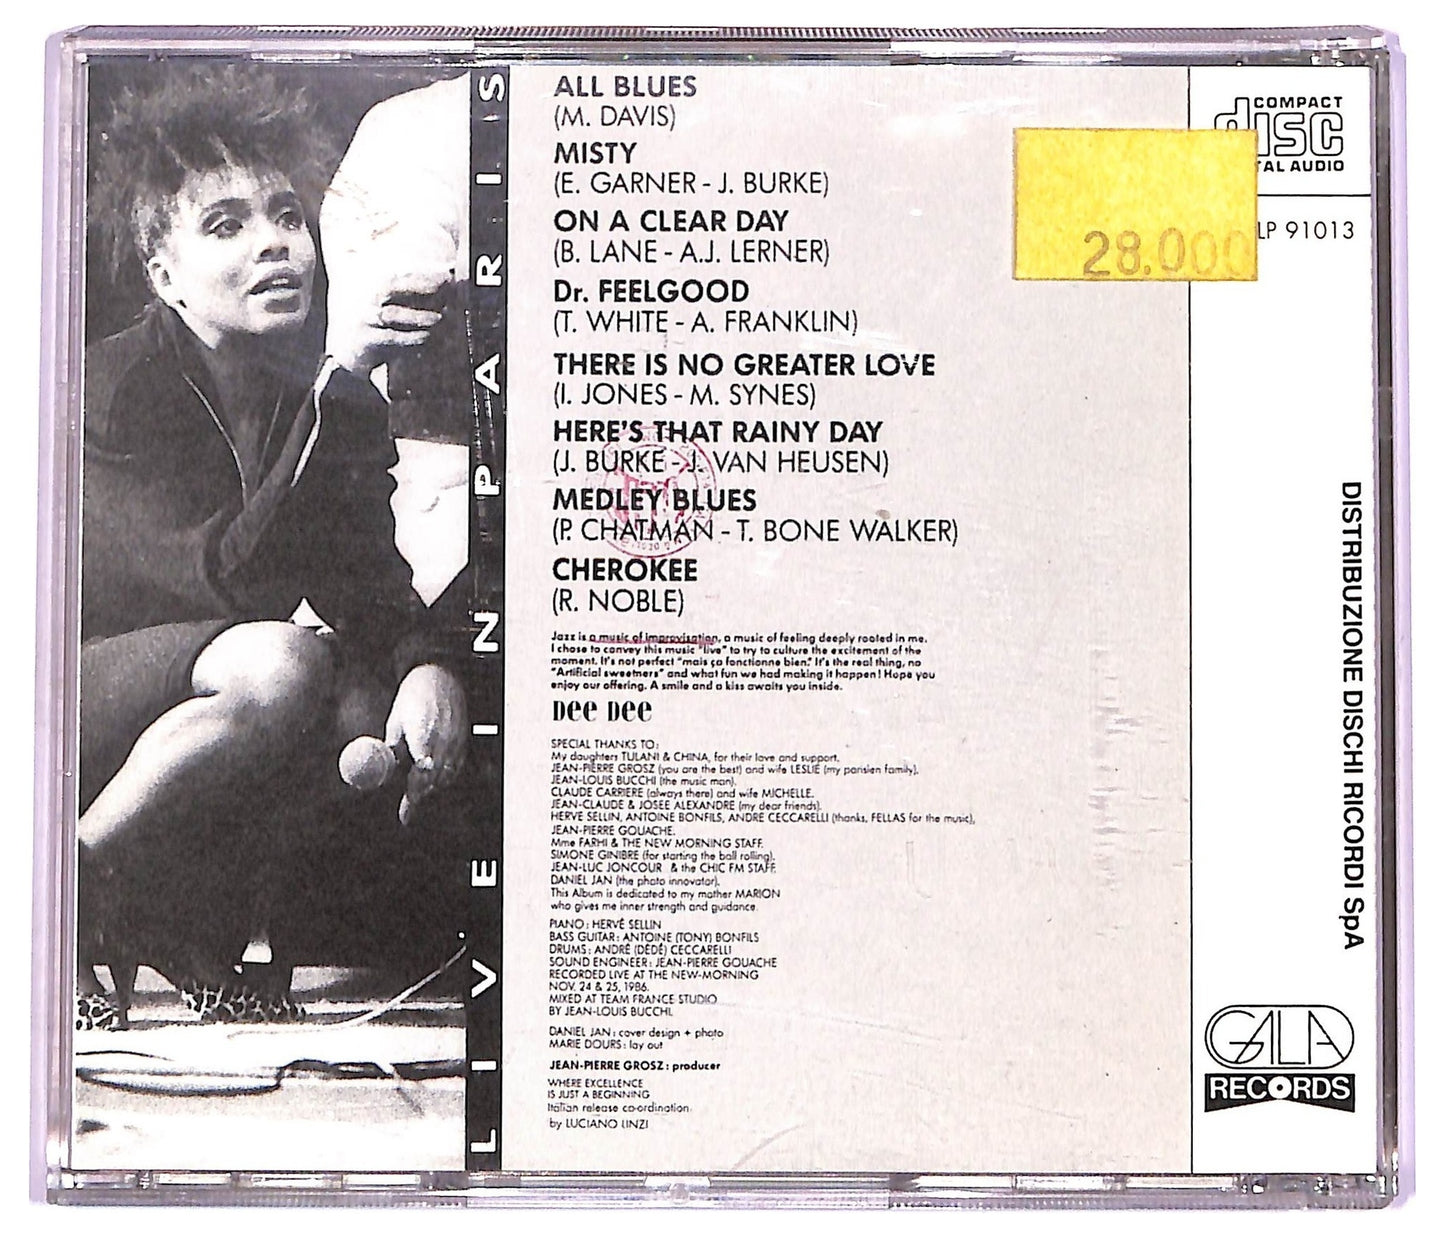 LIVE IN PARIS
ALL BLUES
(M. DAVIS)
MISTY
(E. GARNER - J. BURKE)
ON A CLEAR DAY
(B. LANE - A.J. LERNER)
Dr. FEELGOOD
(T. WHITE - A. FRANKLIN)
THERE IS NO GREATER LOVE
(I. JONES - M. SYNES)
HERE'S THAT RAINY DAY
(J. BURKE - J. VAN HEUSEN)
MEDLEY BLUES
(P. CHATMAN - T. BONE WALKER)
CHEROKEE
(R. NOBLE)
Jazz is a music of improvisation, a music of feeling deeply rooted in me.
I chose to convey this music "live" to try to culture the excitement of the
moment. It's not perfect "mais ça fonctionne bien." It's the real thing, no
"Artificial sweetners" and what fun we had making it happen! Hope you
enjoy our offering. A smile and a kiss awaits you inside.
Dee Dee
SPECIAL THANKS TO:
My daughters TULANI & CHINA, for their love and support,
JEAN-PIERRE GROSZ (you are the best) and wife LESLIE (my parisien family),
JEAN-LOUIS BUCCHI (the music man),
CLAUDE CARRIERE (always there) and wife MICHELLE.
JEAN-CLAUDE & JOSEE ALEXANDRE (my dear friends).
HERVE SELLIN, ANTOINE BONFILS, ANDRE CECCARELLI (thanks, FELLAS for the music),
JEAN-PIERRE GOUACHE.
Mme FARHI & THE NEW MORNING STAFF.
SIMONE GINIBRE (for starting the ball rolling).
JEAN-LUC JONCOUR & the CHIC FM STAFF.
DANIEL JAN (the photo innovator).
This Album is dedicated to my mother MARION
who gives me inner strength and guidance.
PIANO: HERVÉ SELLIN
BASS GUITAR: ANTOINE (TONY) BONFILS
DRUMS: ANDRÉ (DÉDÉ) CECCARELLI
SOUND ENGINEER: JEAN-PIERRE GOUACHE
RECORDED LIVE AT THE NEW-MORNING
NOV. 24 & 25, 1986.
MIXED AT TEAM FRANCE STUDIO
BY JEAN-LOUIS BUCCHI.
DANIEL JAN: cover design + photo
MARIE DOURS: lay out
JEAN-PIERRE GROSZ: producer
WHERE EXCELLENCE
IS JUST A BEGINNING
Italian release co-ordination
by LUCIANO LINZI
COMPACT
disc
TAL AUDIO
28.000
LP 91013
DISTRIBUZIONE DISCHI RICORDI SpA
GALA
RECORDS